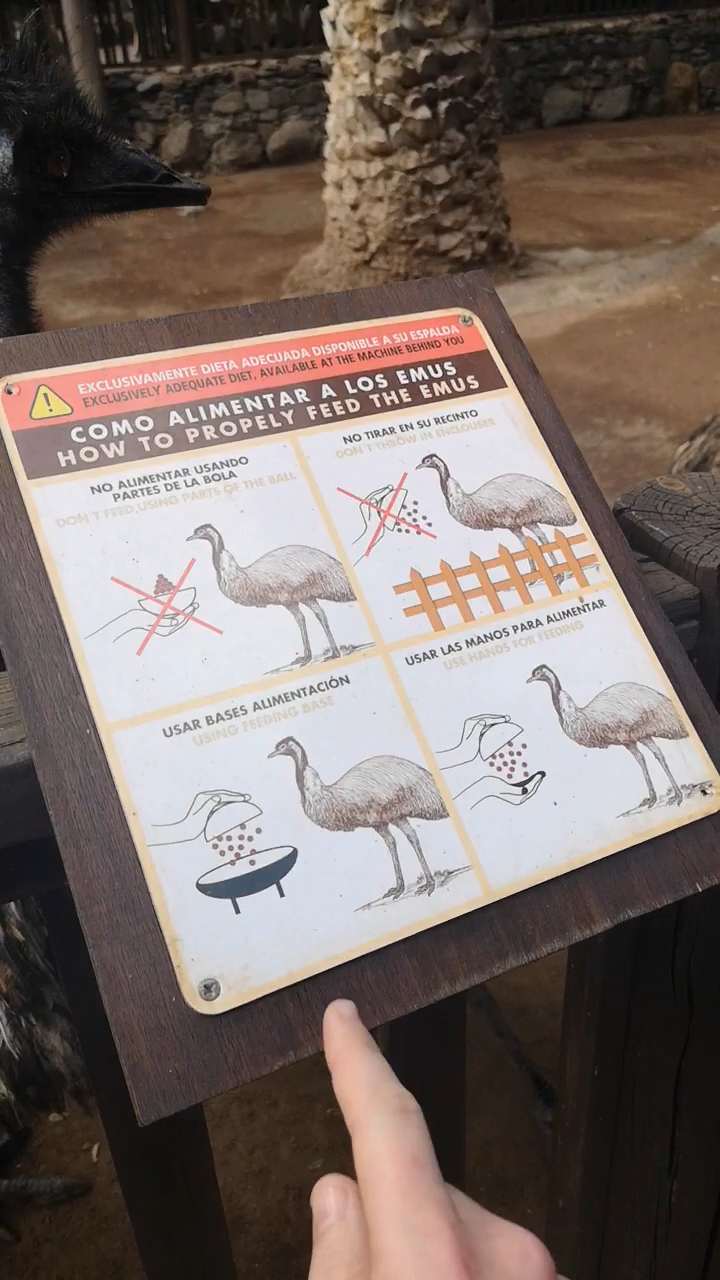 EXCLUSIVAMENTE DIETA ADECUADA DISPONIBLE A SU ESPALDA
EXCLUSIVELY ADEQUATE DIET, AVAILABLE AT THE MACHINE BEHIND YOU
COMO ALIMENTAR A LOS EMUS
HOW TO PROPELY FEED THE EMUS
NO ALIMENTAR USANDO
PARTES DE LA BOLA
DON'T FEED USING PARTS OF THE BALL
NO TIRAR EN SU RECINTO
DON'T THROW IN ENCLOUSER
USAR BASES ALIMENTACIÓN
USING FEEDING BASE
USAR LAS MANOS PARA ALIMENTAR
USE HANDS FOR FEEDING